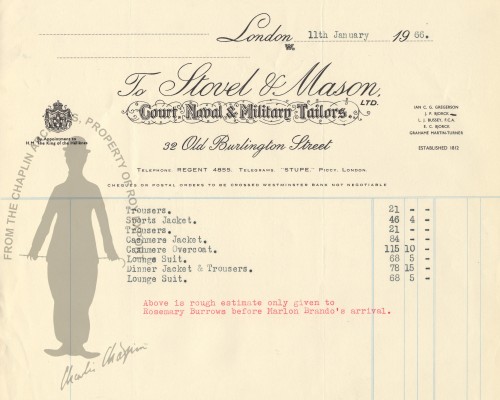 London
W.
11th January 1966.
To Stovel & Mason,
LTD.
Court, Naval & Military Tailors.
32 Old Burlington Street
By Appointment to
H.M. The King of the Hellenes
IAN C. G. GREGERSON
J. P. BJORCK
L. J. BUSSEY, F.C.A.
E. C. BJORCK
GRAHAME MARTIN-TURNER
ESTABLISHED 1812
TELEPHONE REGENT 4855. TELEGRAMS "STUPE," PICCY, LONDON.
CHEQUES OR POSTAL ORDERS TO BE CROSSED WESTMINSTER BANK NOT NEGOTIABLE
Trousers. 21 - -
Sports Jacket. 46 4 -
Trousers. 21 - -
Cashmere Jacket. 84 - -
Cashmere Overcoat. 115 10 -
Lounge Suit. 68 5 -
Dinner Jacket & Trousers. 78 15 -
Lounge Suit. 68 5 -
Above is rough estimate only given to
Rosemary Burrows before Marlon Brando's arrival.
FROM THE CHAPLIN ARCHIVES, PROPERTY OF
Charlie Chaplin